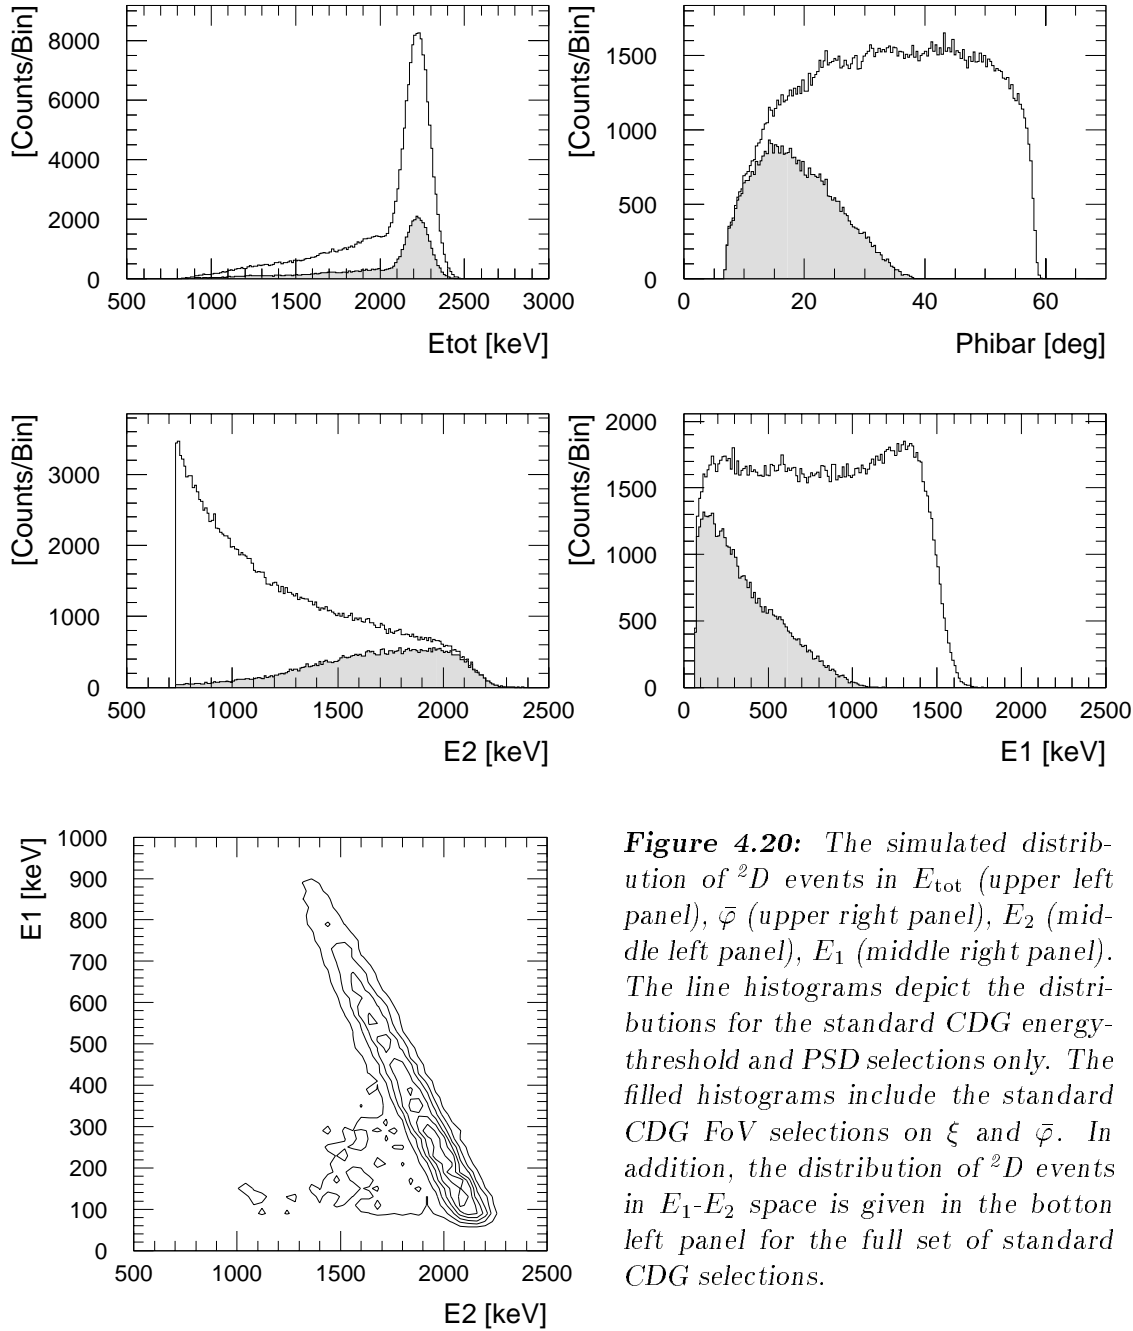 [Counts/Bin]
8000
6000
4000
2000
0
500 1000 1500 2000 2500 3000
Etot [keV]
[Counts/Bin]
1500
1000
500
0
0 20 40 60
Phibar [deg]
[Counts/Bin]
3000
2000
1000
0
500 1000 1500 2000 2500
E2 [keV]
[Counts/Bin]
2000
1500
1000
500
0
0 500 1000 1500 2000 2500
E1 [keV]
E1 [keV]
1000
900
800
700
600
500
400
300
200
100
0
500 1000 1500 2000 2500
E2 [keV]
Figure 4.20: The simulated distrib-
ution of ²D events in E_tot (upper left
panel), φ̄ (upper right panel), E₂ (mid-
dle left panel), E₁ (middle right panel).
The line histograms depict the distri-
butions for the standard CDG energy-
threshold and PSD selections only. The
filled histograms include the standard
CDG FoV selections on ξ and φ̄. In
addition, the distribution of ²D events
in E₁-E₂ space is given in the botton
left panel for the full set of standard
CDG selections.